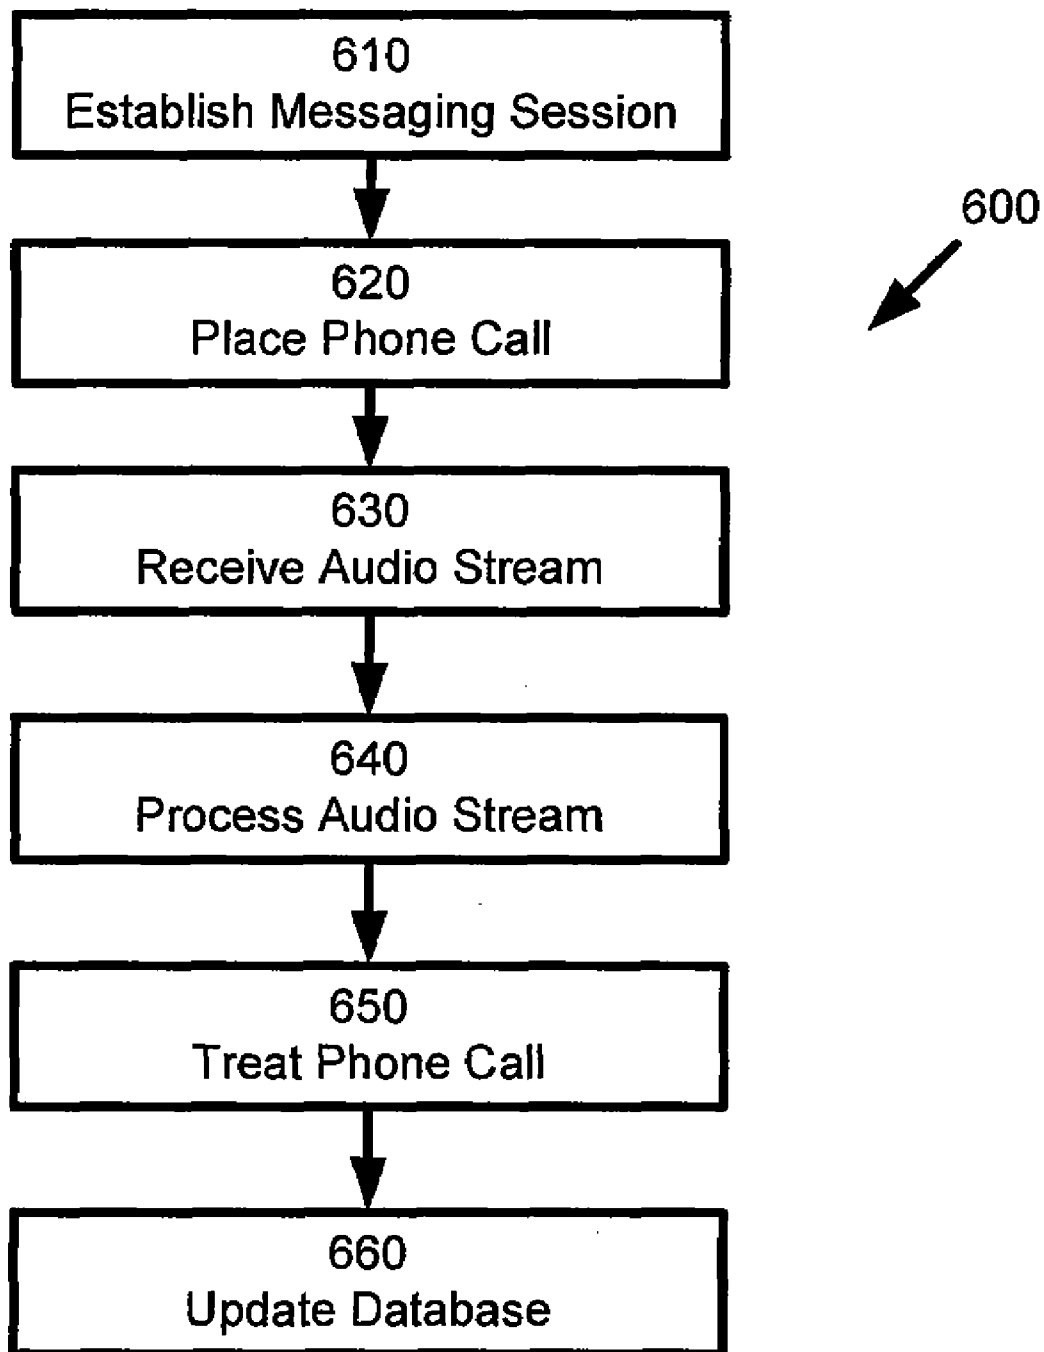 610
Establish Messaging Session
600
620
Place Phone Call
630
Receive Audio Stream
640
Process Audio Stream
650
Treat Phone Call
660
Update Database